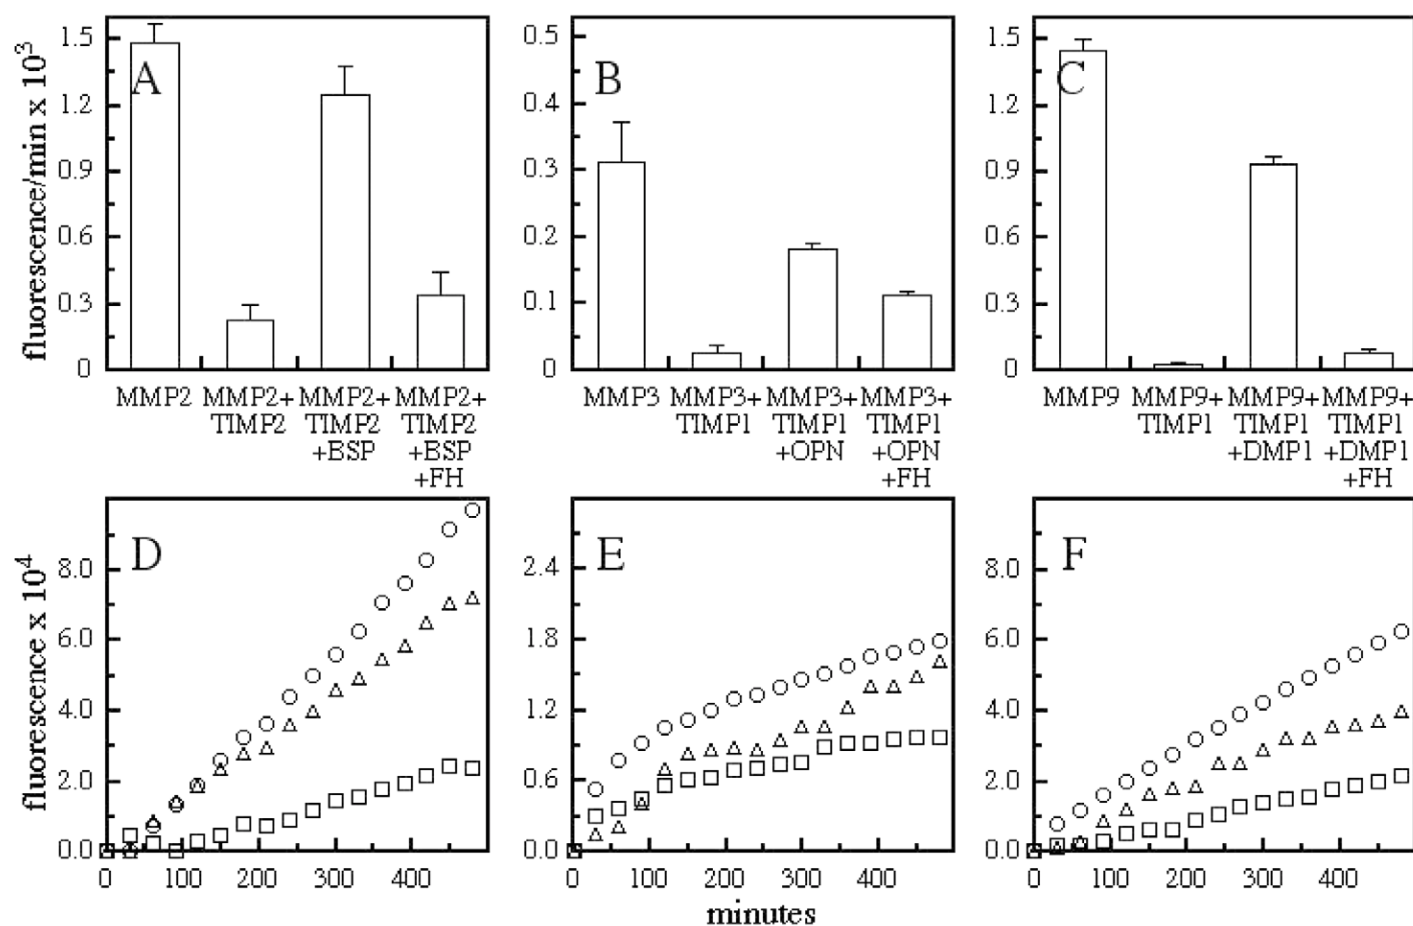 fluorescence/min x 10³
A
1.5
1.2
0.9
0.6
0.3
0
MMP2 MMP2+ MMP2+ MMP2+
TIMP2 TIMP2 TIMP2
+BSP +BSP
+FH
B
0.5
0.4
0.3
0.2
0.1
0
MMP3 MMP3+ MMP3+ MMP3+
TIMP1 TIMP1 TIMP1
+OPN +OPN
+FH
C
1.5
1.2
0.9
0.6
0.3
0
MMP9 MMP9+ MMP9+ MMP9+
TIMP1 TIMP1 TIMP1
+DMP1 +DMP1
+FH
fluorescence x 10⁴
D
8.0
6.0
4.0
2.0
0.0
0 100 200 300 400
E
2.4
1.8
1.2
0.6
0.0
0 100 200 300 400
F
8.0
6.0
4.0
2.0
0.0
0 100 200 300 400
minutes